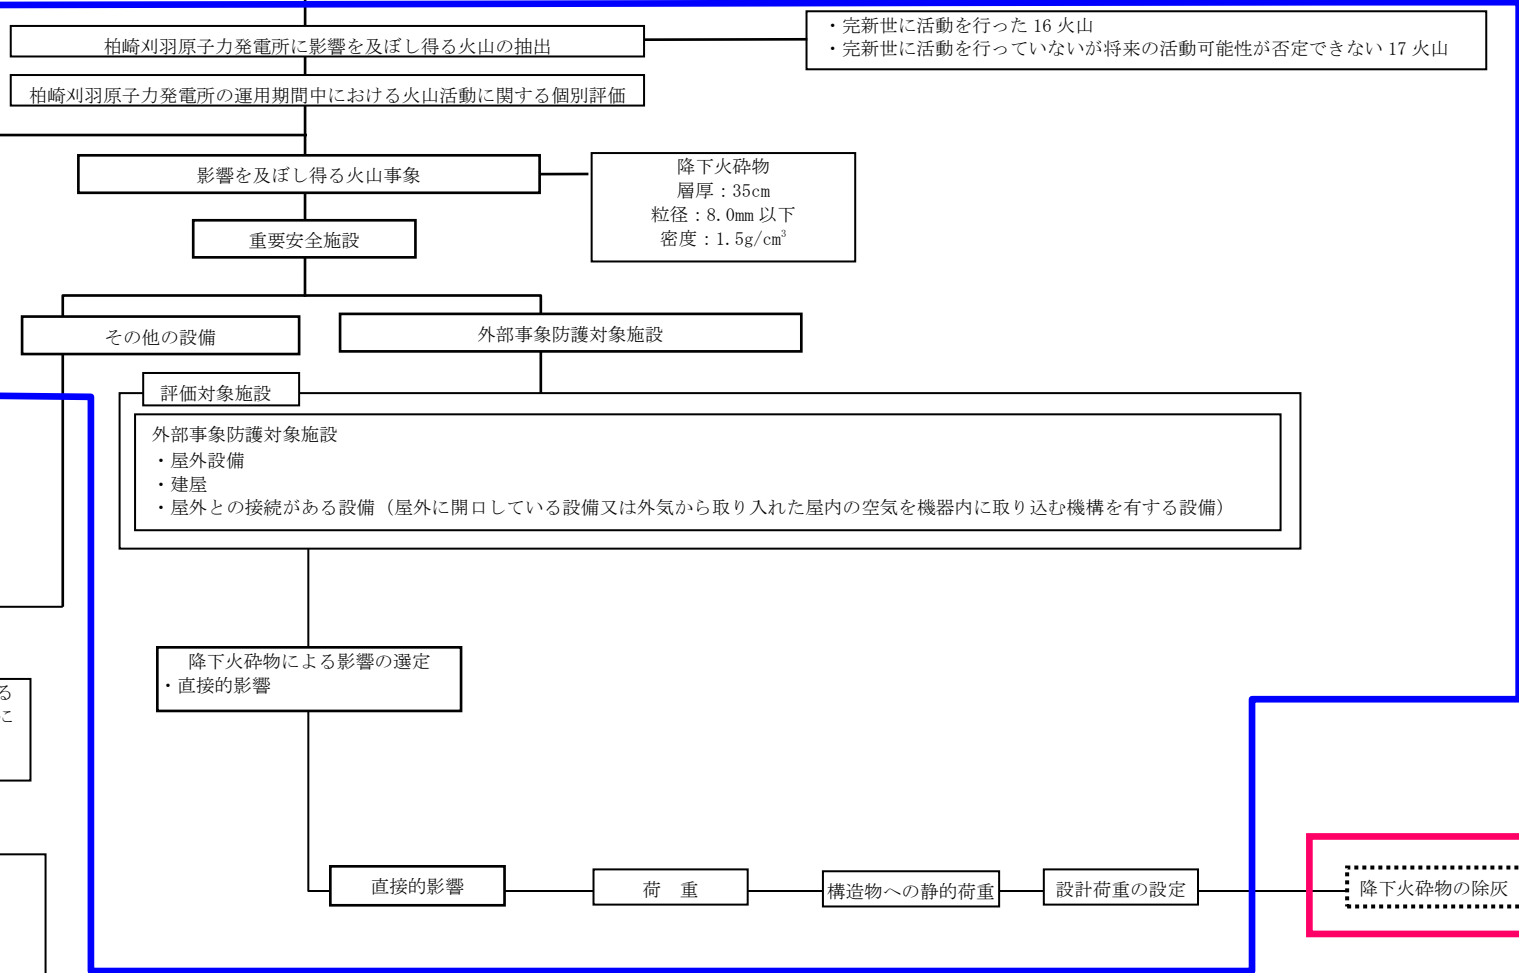 柏崎刈羽原子力発電所に影響を及ぼし得る火山の抽出
・完新世に活動を行った 16 火山
・完新世に活動を行っていないが将来の活動可能性が否定できない 17 火山
柏崎刈羽原子力発電所の運用期間中における火山活動に関する個別評価
影響を及ぼし得る火山事象
降下火砕物
層厚：35cm
粒径：8.0mm 以下
密度：1.5g/cm³
重要安全施設
その他の設備
外部事象防護対象施設
評価対象施設
外部事象防護対象施設
・屋外設備
・建屋
・屋外との接続がある設備（屋外に開口している設備又は外気から取り入れた屋内の空気を機器内に取り込む機構を有する設備）
降下火砕物による影響の選定
・直接的影響
る
に
直接的影響
荷　重
構造物への静的荷重
設計荷重の設定
降下火砕物の除灰